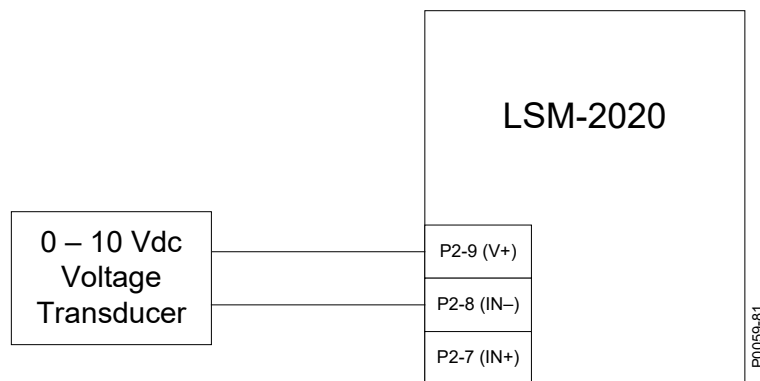 LSM-2020
0 – 10 Vdc
Voltage
Transducer
P2-9 (V+)
P2-8 (IN–)
P2-7 (IN+)
P0059-81